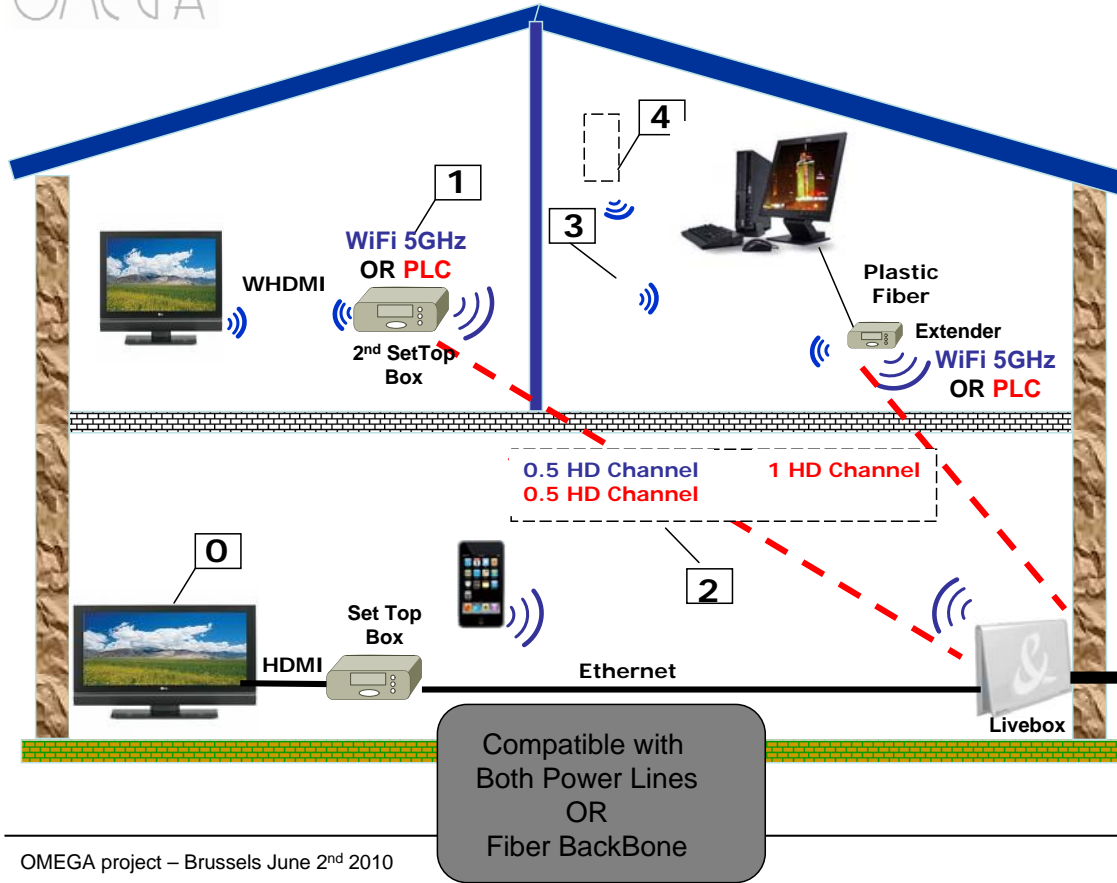 OMEGA
4
1
3
WiFi 5GHz
OR PLC
WHDMI
2nd SetTop
Box
Plastic
Fiber
Extender
WiFi 5GHz
OR PLC
0.5 HD Channel
1 HD Channel
0.5 HD Channel
0
2
Set Top
Box
HDMI
Ethernet
&
Livebox
Compatible with
Both Power Lines
OR
Fiber BackBone
OMEGA project – Brussels June 2nd 2010